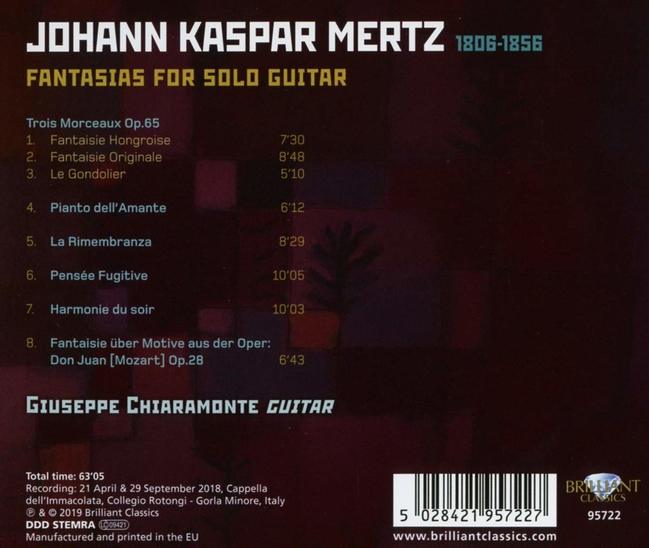 JOHANN KASPAR MERTZ 1806-1856
FANTASIAS FOR SOLO GUITAR
Trois Morceaux Op.65
1. Fantaisie Hongroise 7'30
2. Fantaisie Originale 8'48
3. Le Gondolier 5'10
4. Pianto dell'Amante 6'12
5. La Rimembranza 8'29
6. Pensée Fugitive 10'05
7. Harmonie du soir 10'03
8. Fantaisie über Motive aus der Oper:
Don Juan [Mozart] Op.28 6'43
GIUSEPPE CHIARAMONTE GUITAR
Total time: 63'05
Recording: 21 April & 29 September 2018, Cappella
dell'Immacolata, Collegio Rotongi - Gorla Minore, Italy
℗ & © 2019 Brilliant Classics
DDD STEMRA LC 09421
Manufactured and printed in the EU
5 028421 957227
www.brilliantclassics.com
BRILLIANT
CLASSICS
95722